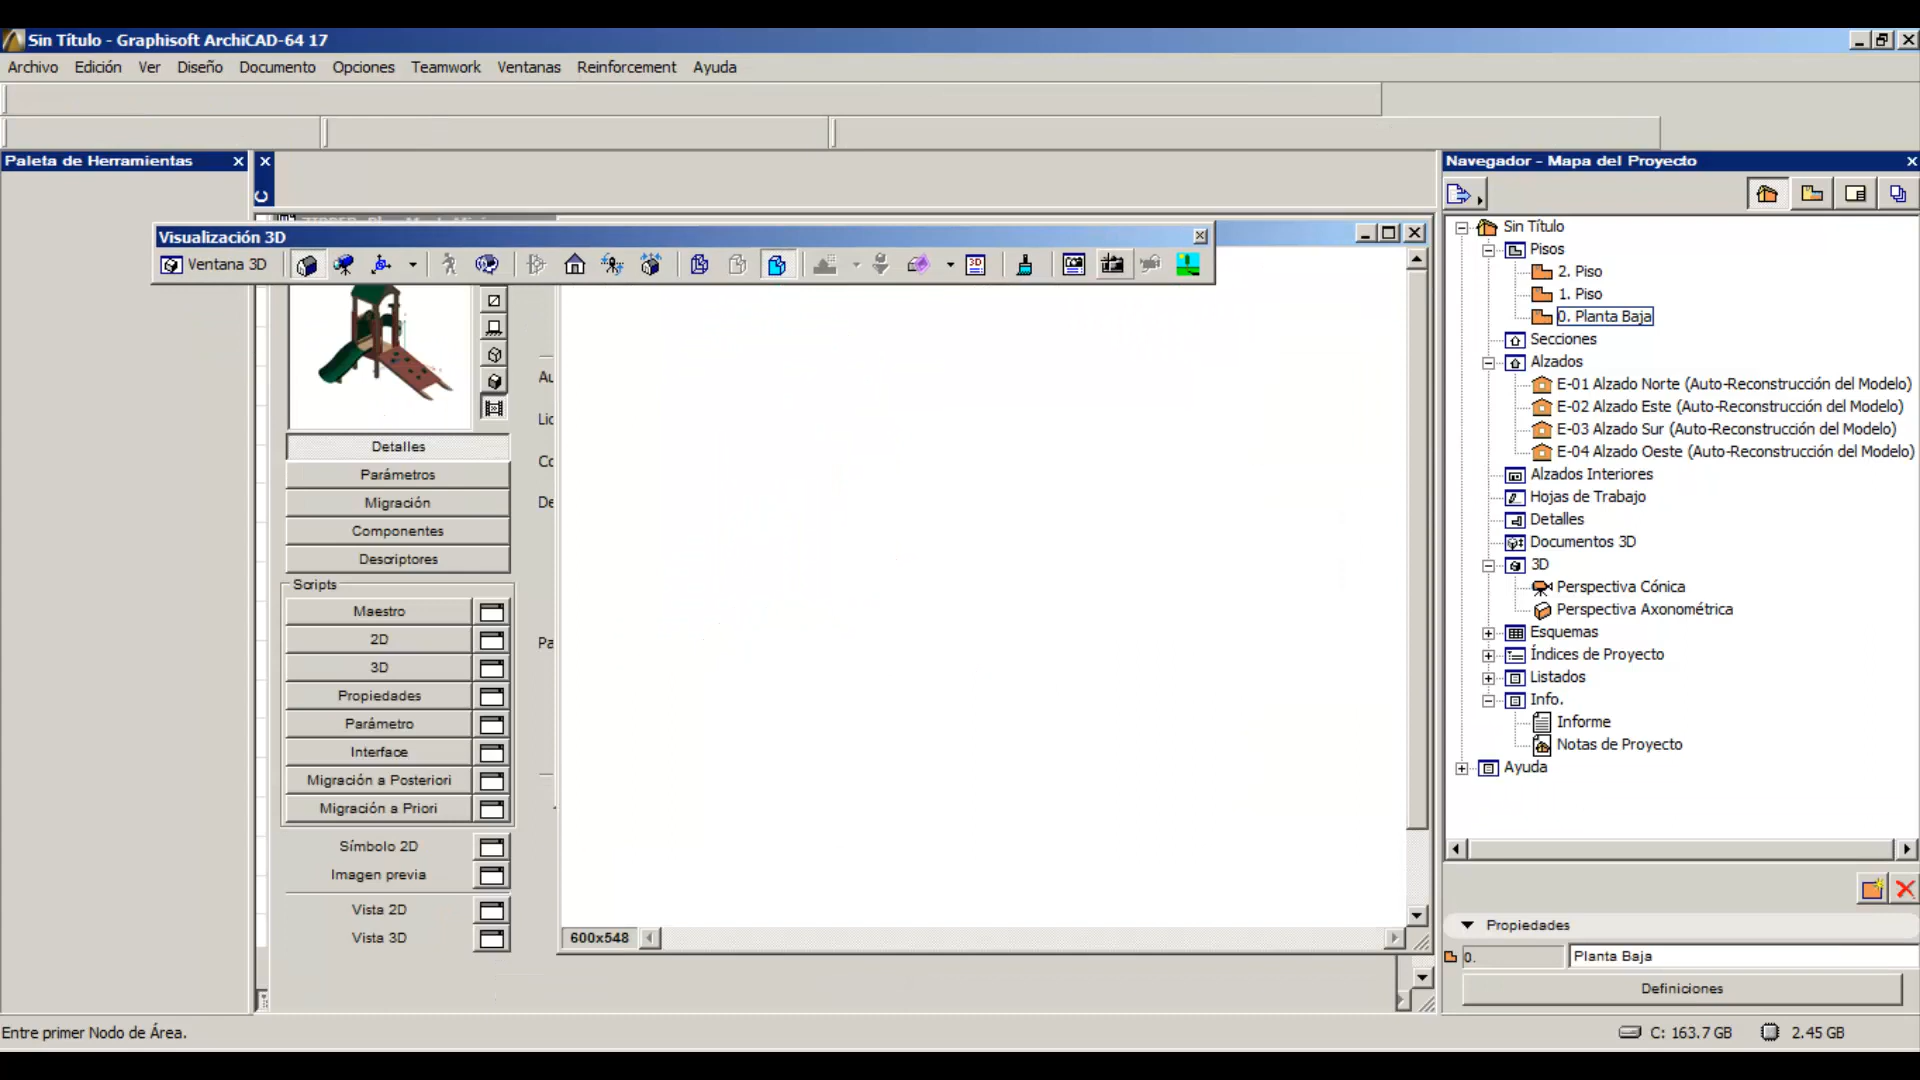 Sin Título - Graphisoft ArchiCAD-64 17
Archivo Edición Ver Diseño Documento Opciones Teamwork Ventanas Reinforcement Ayuda
Paleta de Herramientas
Navegador - Mapa del Proyecto
Visualización 3D
Ventana 3D
3D
Au
Lic
Co
De
Pa
Detalles
Parámetros
Migración
Componentes
Descriptores
Scripts
Maestro
2D
3D
Propiedades
Parámetro
Interface
Migración a Posteriori
Migración a Priori
Símbolo 2D
Imagen previa
Vista 2D
Vista 3D
600x548
Sin Título
Pisos
2. Piso
1. Piso
0. Planta Baja
Secciones
Alzados
E-01 Alzado Norte (Auto-Reconstrucción del Modelo)
E-02 Alzado Este (Auto-Reconstrucción del Modelo)
E-03 Alzado Sur (Auto-Reconstrucción del Modelo)
E-04 Alzado Oeste (Auto-Reconstrucción del Modelo)
Alzados Interiores
Hojas de Trabajo
Detalles
Documentos 3D
3D
Perspectiva Cónica
Perspectiva Axonométrica
Esquemas
Índices de Proyecto
Listados
Info.
Informe
Notas de Proyecto
Ayuda
Propiedades
0. Planta Baja
Definiciones
Entre primer Nodo de Área.
C: 163.7 GB 2.45 GB